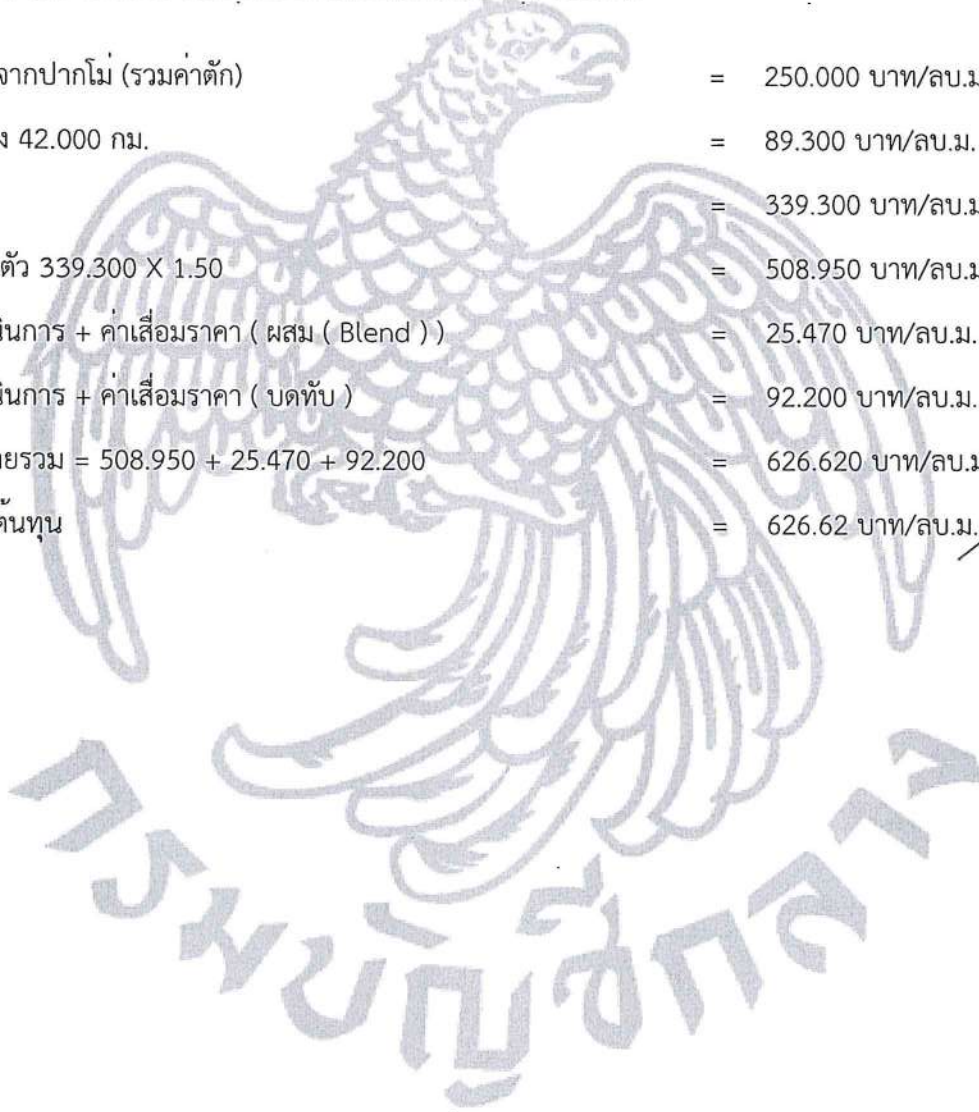 จากปากโม่ (รวมค่าตัก) = 250.000 บาท/ลบ.ม
ง 42.000 กม. = 89.300 บาท/ลบ.ม.
= 339.300 บาท/ลบ.ม
ตัว 339.300 X 1.50 = 508.950 บาท/ลบ.ม
นินการ + ค่าเสื่อมราคา ( ผสม ( Blend ) ) = 25.470 บาท/ลบ.ม.
นินการ + ค่าเสื่อมราคา ( บดทับ ) = 92.200 บาท/ลบ.ม.
ายรวม = 508.950 + 25.470 + 92.200 = 626.620 บาท/ลบ.ม
ต้นทุน = 626.62 บาท/ลบ.ม.
กรมบัญชีกลาง